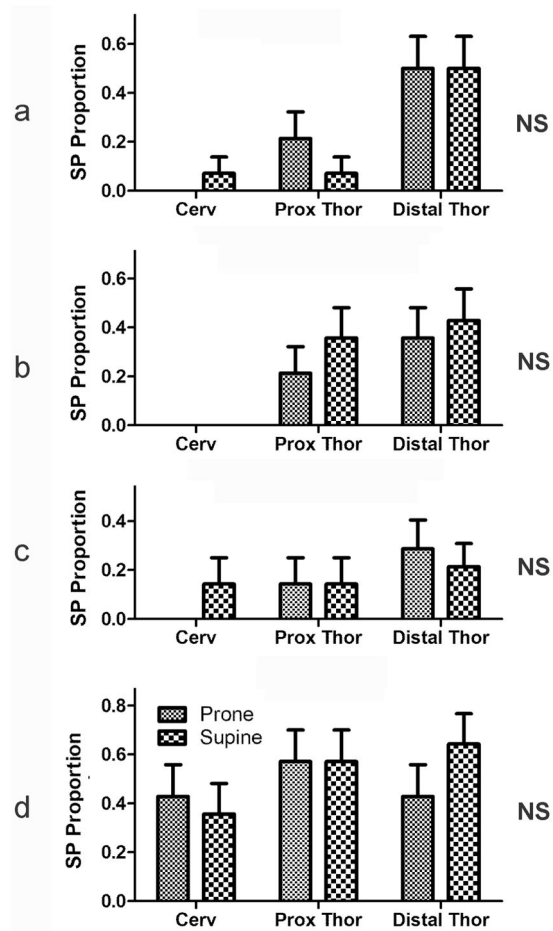 a
SP Proportion
0.6
0.4
0.2
0.0
Cerv Prox Thor Distal Thor
NS
b
SP Proportion
0.6
0.4
0.2
0.0
Cerv Prox Thor Distal Thor
NS
c
SP Proportion
0.4
0.2
0.0
Cerv Prox Thor Distal Thor
NS
d
SP Proportion
0.8
0.6
0.4
0.2
0.0
Prone
Supine
Cerv Prox Thor Distal Thor
NS